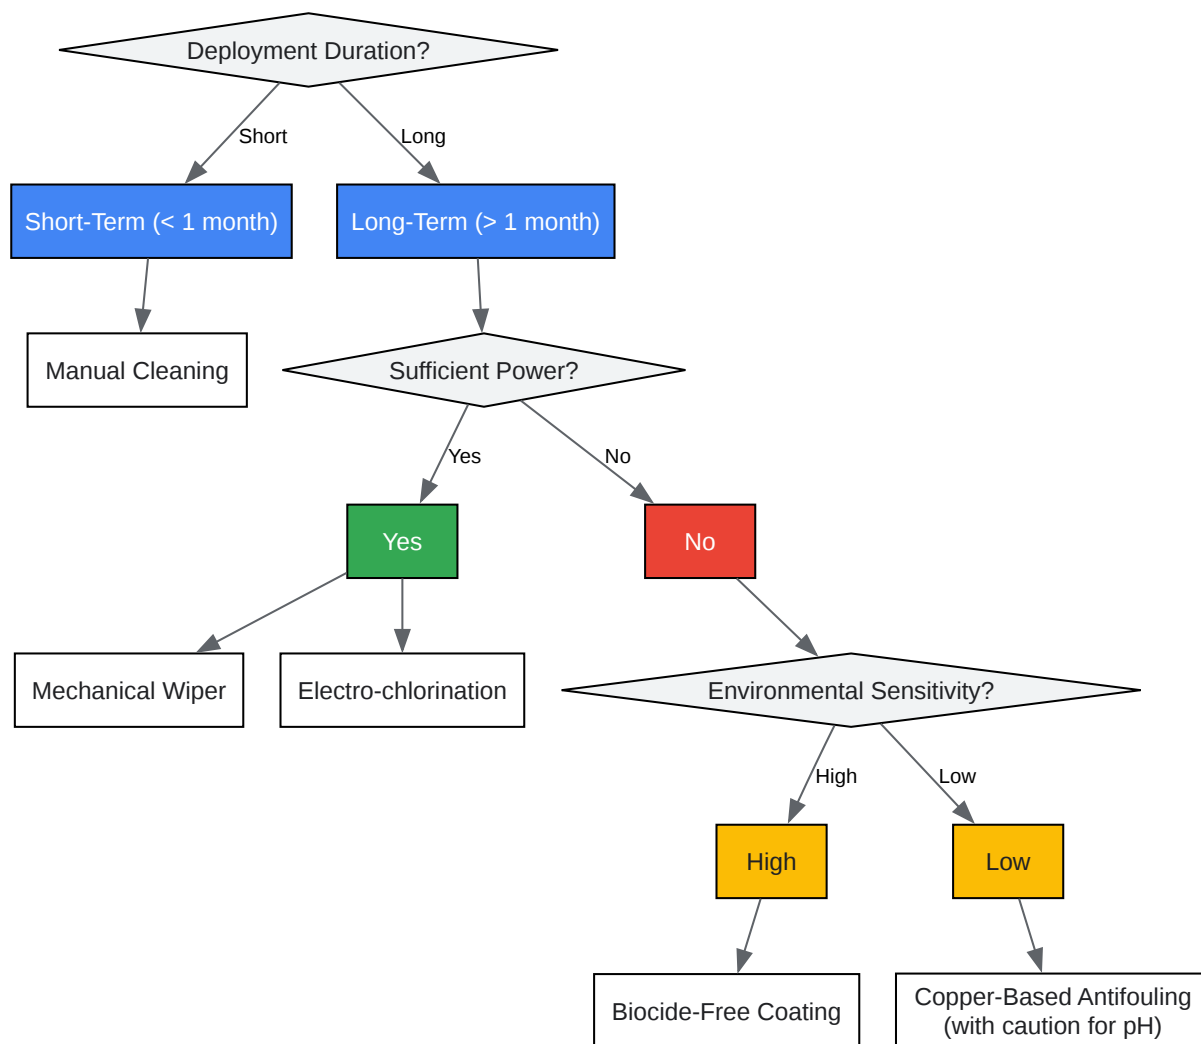 Deployment Duration?
Short
Long
Short-Term (< 1 month)
Long-Term (> 1 month)
Manual Cleaning
Sufficient Power?
Yes
No
Yes
No
Mechanical Wiper
Electro-chlorination
Environmental Sensitivity?
High
Low
High
Low
Biocide-Free Coating
Copper-Based Antifouling
(with caution for pH)